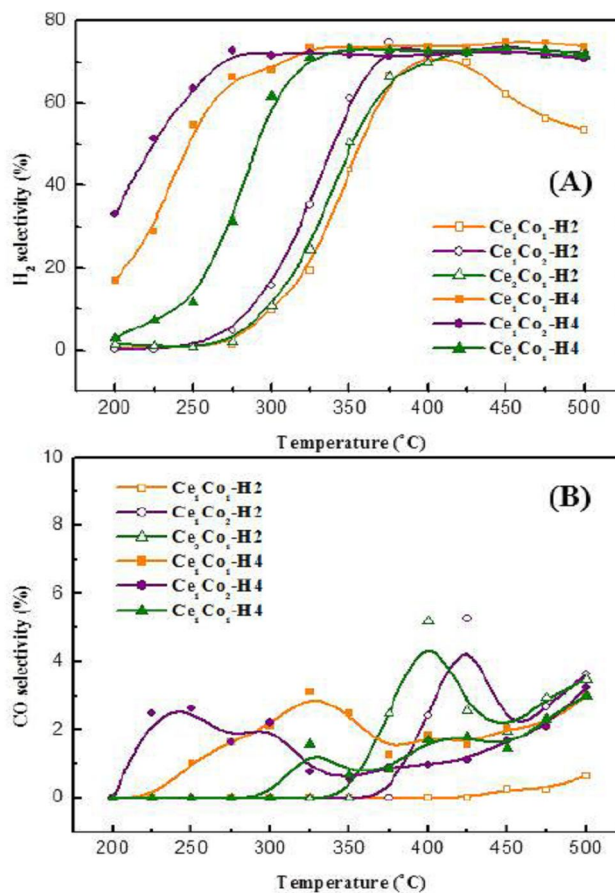 80
60
40
20
0
H₂ selectivity (%)
(A)
Ce₁Co₁-H2
Ce₁Co₂-H2
Ce₂Co₁-H2
Ce₁Co₁-H4
Ce₁Co₂-H4
Ce₁Co₁-H4
200 250 300 350 400 450 500
Temperature (°C)
10
8
6
4
2
0
CO selectivity (%)
(B)
Ce₁Co₁-H2
Ce₁Co₂-H2
Ce₂Co₁-H2
Ce₁Co₁-H4
Ce₁Co₂-H4
Ce₁Co₁-H4
200 250 300 350 400 450 500
Temperature (°C)